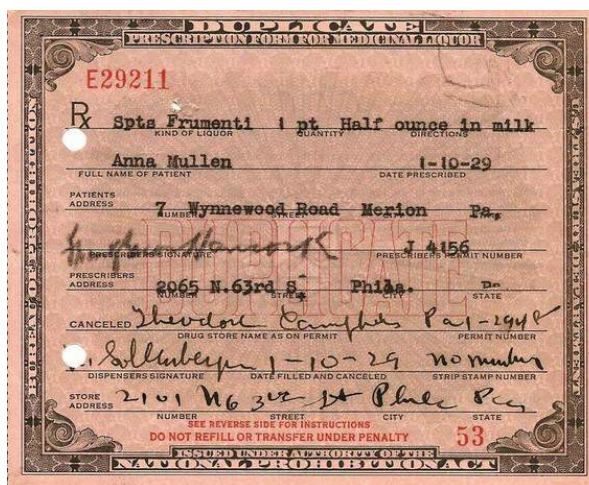 DUPLICATE
PRESCRIPTION FORM FOR MEDICINAL LIQUOR
E29211
Rx Spts Frumenti 1 pt Half ounce in milk
KIND OF LIQUOR QUANTITY DIRECTIONS
Anna Mullen 1-10-29
FULL NAME OF PATIENT DATE PRESCRIBED
PATIENTS
ADDRESS 7 Wynnewood Road Merion Pa.
NUMBER STREET CITY STATE
Hancock J 4156
PRESCRIBERS SIGNATURE PRESCRIBERS PERMIT NUMBER
DUPLICATE
PRESCRIBERS
ADDRESS 2065 N.63rd S Phila. Pa
NUMBER STREET CITY STATE
CANCELED Theodore Campbell Pa 1-2948
DRUG STORE NAME AS ON PERMIT PERMIT NUMBER
Sollenberger 1-10-29 no number
DISPENSERS SIGNATURE DATE FILLED AND CANCELED STRIP STAMP NUMBER
STORE
ADDRESS 2101 N 63rd St Phila Pa
NUMBER STREET CITY STATE
SEE REVERSE SIDE FOR INSTRUCTIONS
DO NOT REFILL OR TRANSFER UNDER PENALTY 53
ISSUED UNDER AUTHORITY OF THE
NATIONAL PROHIBITION ACT